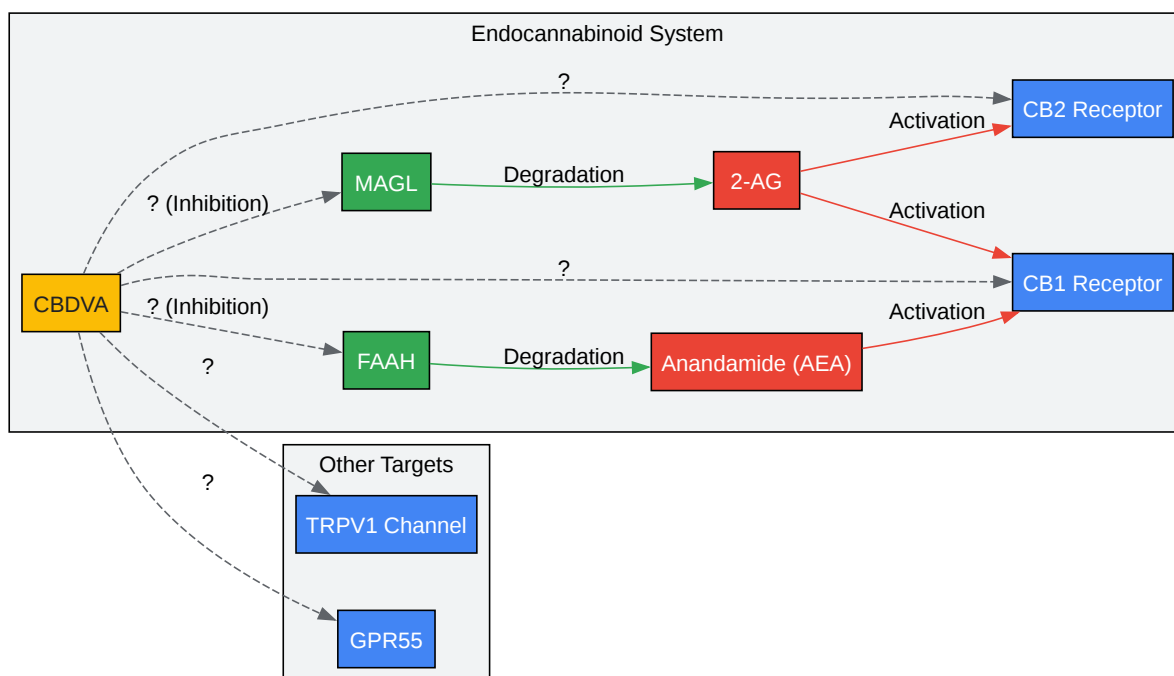 Endocannabinoid System
?
CB2 Receptor
Activation
MAGL
Degradation
2-AG
? (Inhibition)
Activation
?
CB1 Receptor
CBDVA
? (Inhibition)
Activation
FAAH
Degradation
Anandamide (AEA)
?
Other Targets
?
TRPV1 Channel
GPR55